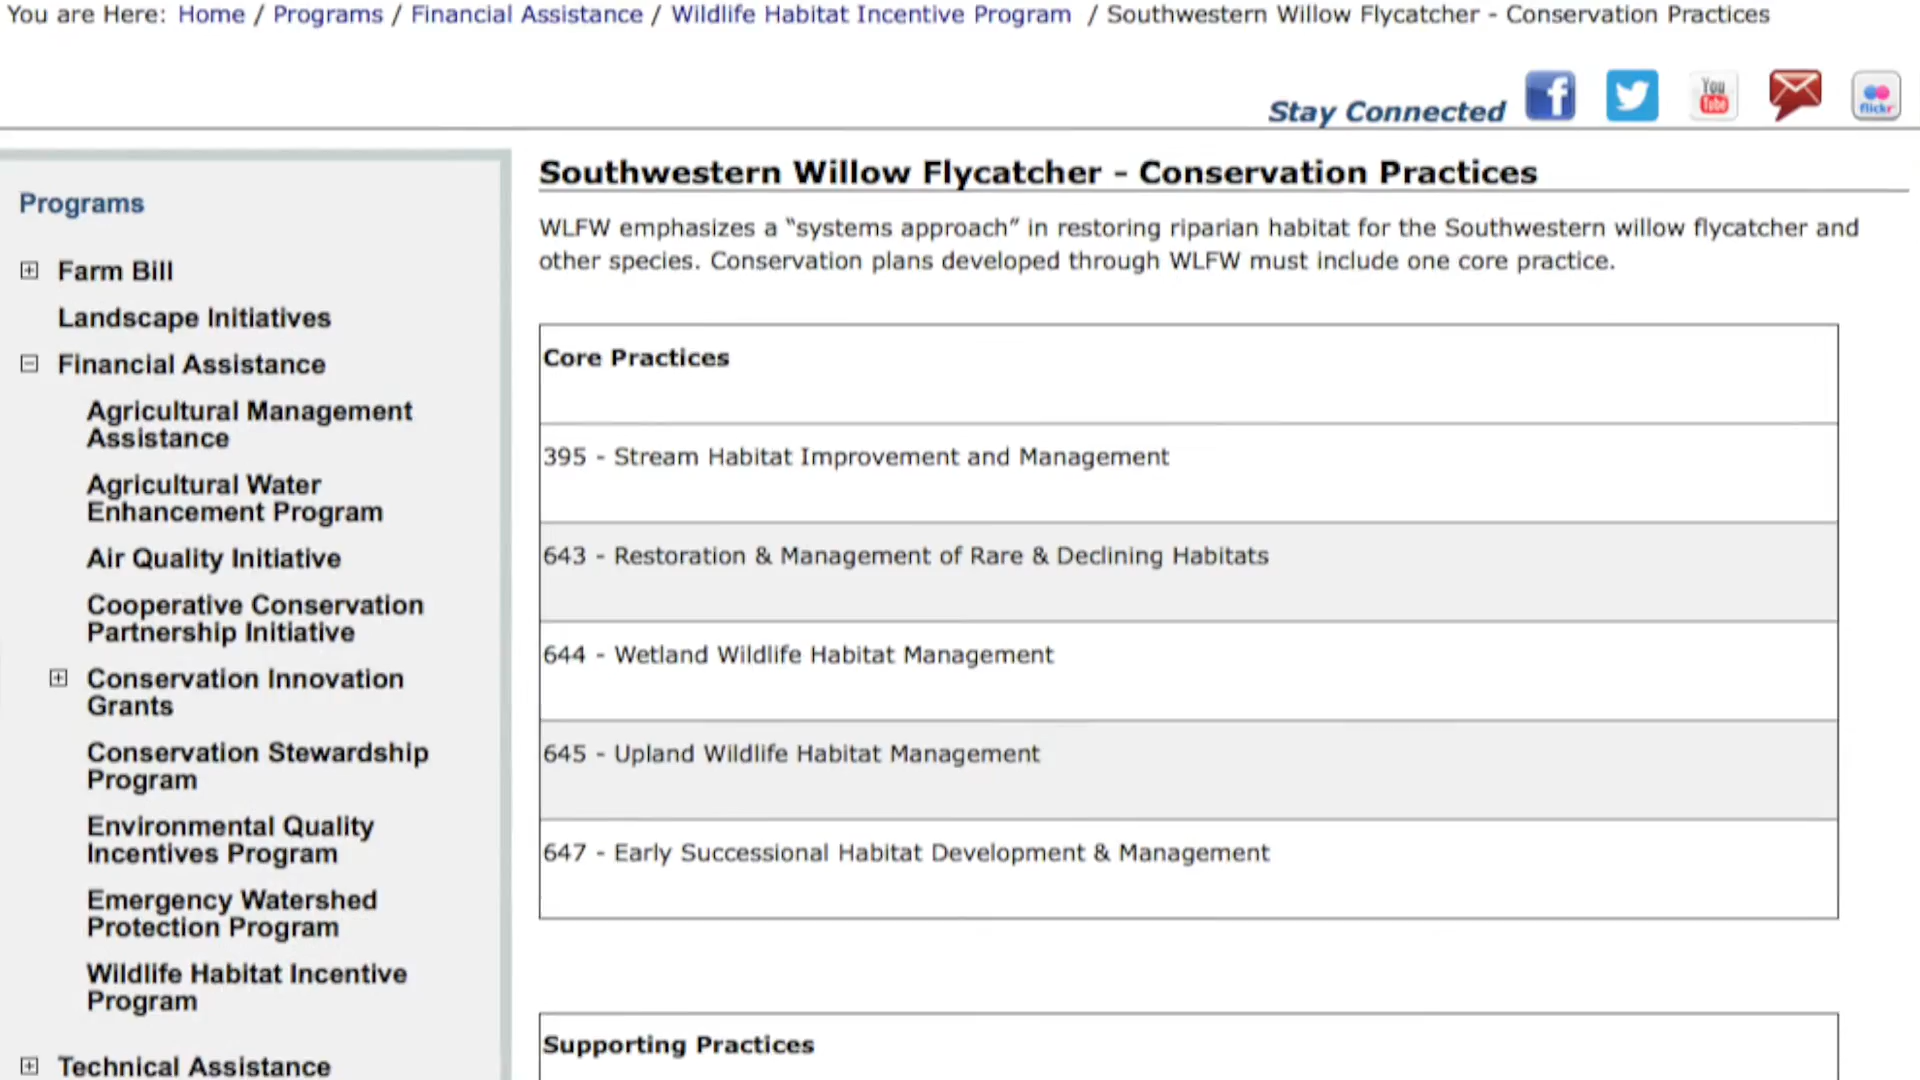 You are Here: Home / Programs / Financial Assistance / Wildlife Habitat Incentive Program / Southwestern Willow Flycatcher - Conservation Practices
Stay Connected
f
You
Tube
flickr
Programs
Farm Bill
Landscape Initiatives
Financial Assistance
Agricultural Management
Assistance
Agricultural Water
Enhancement Program
Air Quality Initiative
Cooperative Conservation
Partnership Initiative
Conservation Innovation
Grants
Conservation Stewardship
Program
Environmental Quality
Incentives Program
Emergency Watershed
Protection Program
Wildlife Habitat Incentive
Program
Technical Assistance
Southwestern Willow Flycatcher - Conservation Practices
WLFW emphasizes a “systems approach” in restoring riparian habitat for the Southwestern willow flycatcher and
other species. Conservation plans developed through WLFW must include one core practice.
Core Practices
395 - Stream Habitat Improvement and Management
643 - Restoration & Management of Rare & Declining Habitats
644 - Wetland Wildlife Habitat Management
645 - Upland Wildlife Habitat Management
647 - Early Successional Habitat Development & Management
Supporting Practices